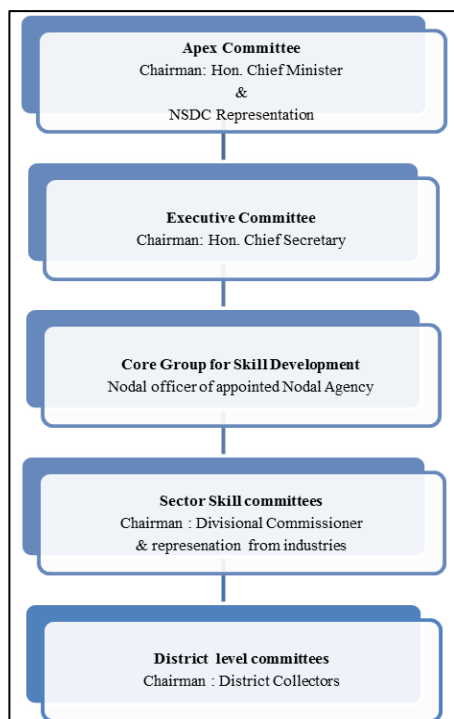 Apex Committee
Chairman: Hon. Chief Minister
&
NSDC Representation
Executive Committee
Chairman: Hon. Chief Secretary
Core Group for Skill Development
Nodal officer of appointed Nodal Agency
Sector Skill committees
Chairman : Divisional Commissioner
& represenation from industries
District level committees
Chairman : District Collectors